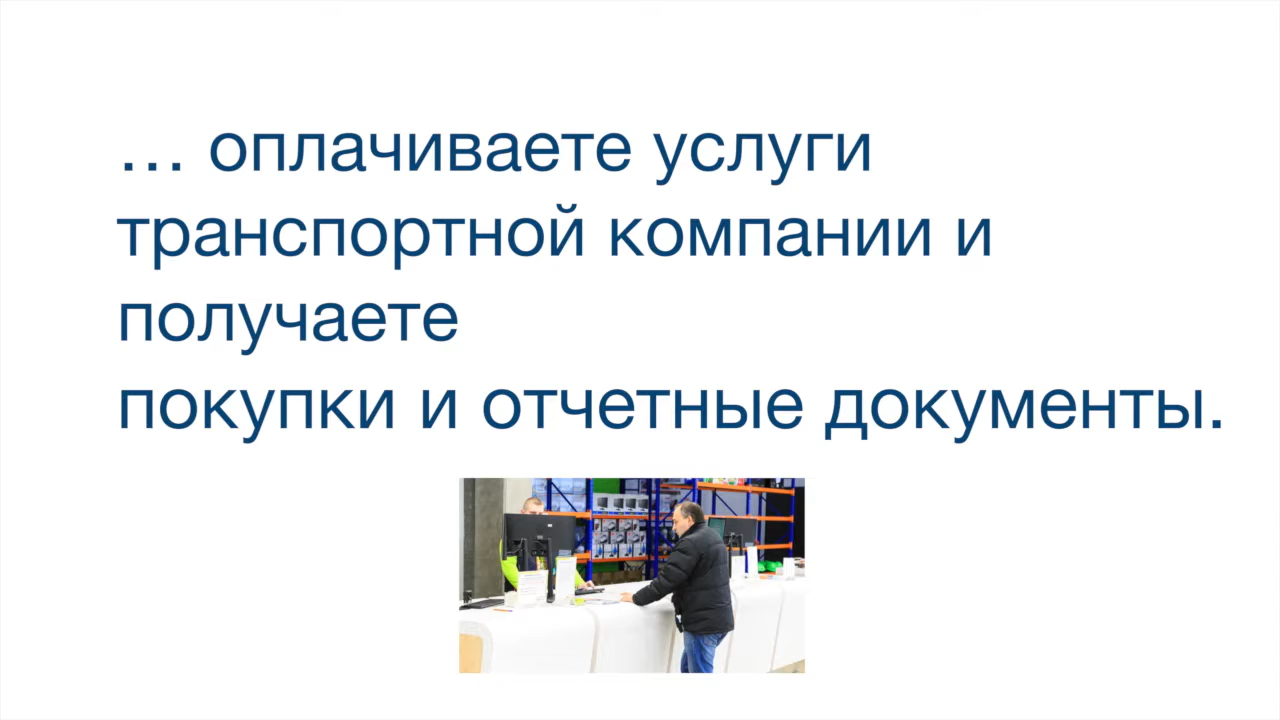 … оплачиваете услуги
транспортной компании и
получаете
покупки и отчетные документы.